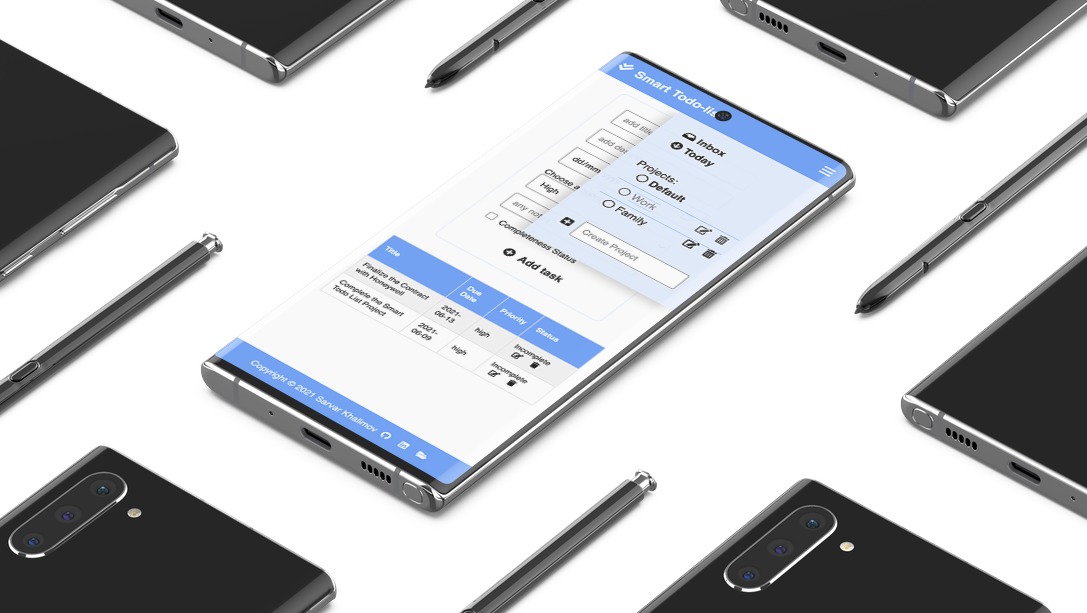 Smart Todo-lis
add titl
add de
dd/mm
Choose a
High
any not
Completeness Status
Add task
Inbox
Today
Projects:
Default
Work
Family
Create Project
Title
Due
Date
Priority
Status
Finalize the Contract
with Honeywell
2021-
06-13
high
Incomplete
Complete the Smart
Todo List Project
2021-
06-09
high
Incomplete
Copyright © 2021 Sarvar Khalimov